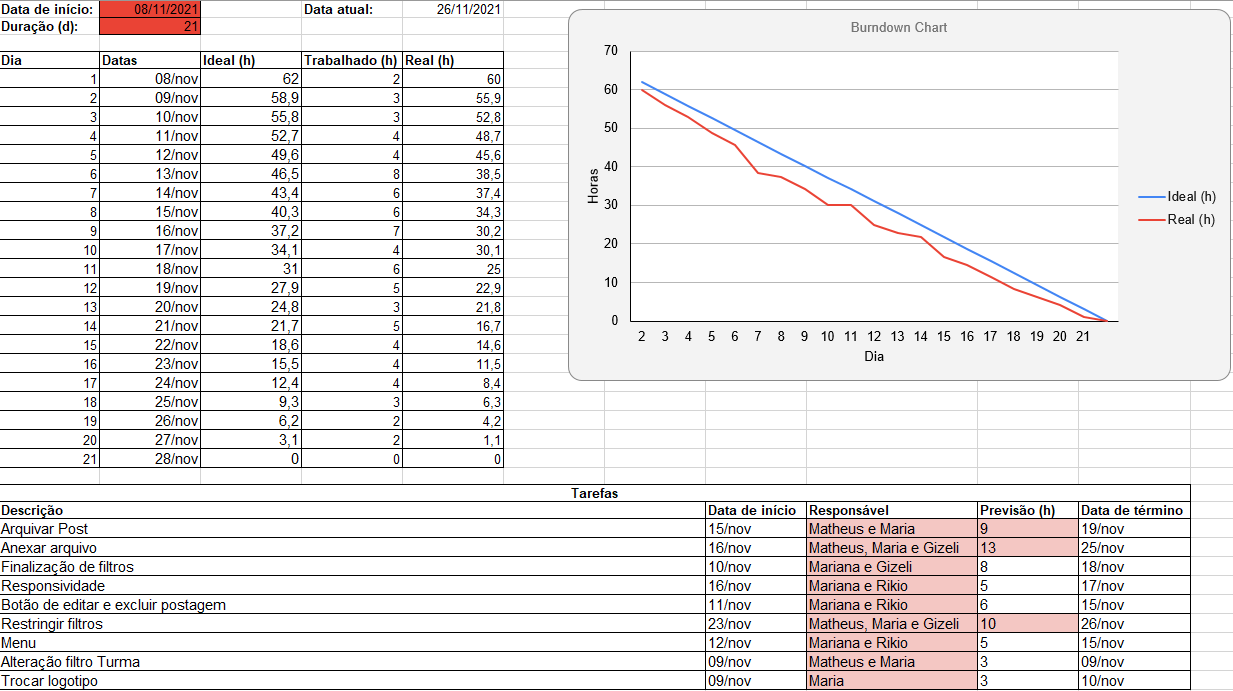 Data de início: 08/11/2021 Data atual: 26/11/2021
Duração (d): 21
Dia Datas Ideal (h) Trabalhado (h) Real (h)
1 08/nov 62 2 60
2 09/nov 58,9 3 55,9
3 10/nov 55,8 3 52,8
4 11/nov 52,7 4 48,7
5 12/nov 49,6 4 45,6
6 13/nov 46,5 8 38,5
7 14/nov 43,4 6 37,4
8 15/nov 40,3 6 34,3
9 16/nov 37,2 7 30,2
10 17/nov 34,1 4 30,1
11 18/nov 31 6 25
12 19/nov 27,9 5 22,9
13 20/nov 24,8 3 21,8
14 21/nov 21,7 5 16,7
15 22/nov 18,6 4 14,6
16 23/nov 15,5 4 11,5
17 24/nov 12,4 4 8,4
18 25/nov 9,3 3 6,3
19 26/nov 6,2 2 4,2
20 27/nov 3,1 2 1,1
21 28/nov 0 0 0
Burndown Chart
70
60
50
40
30
20
10
0
Horas
2 3 4 5 6 7 8 9 10 11 12 13 14 15 16 17 18 19 20 21
Dia
Ideal (h)
Real (h)
Tarefas
Descrição Data de início Responsável Previsão (h) Data de término
Arquivar Post 15/nov Matheus e Maria 9 19/nov
Anexar arquivo 16/nov Matheus, Maria e Gizeli 13 25/nov
Finalização de filtros 10/nov Mariana e Gizeli 8 18/nov
Responsividade 16/nov Mariana e Rikio 5 17/nov
Botão de editar e excluir postagem 11/nov Mariana e Rikio 6 15/nov
Restringir filtros 23/nov Matheus, Maria e Gizeli 10 26/nov
Menu 12/nov Mariana e Rikio 5 15/nov
Alteração filtro Turma 09/nov Matheus e Maria 3 09/nov
Trocar logotipo 09/nov Maria 3 10/nov